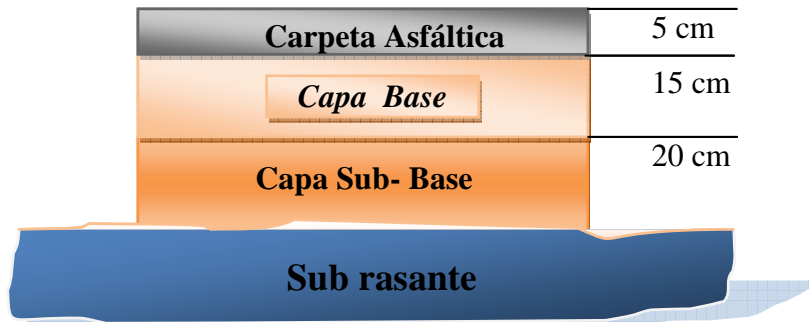 Carpeta Asfáltica
5 cm
Capa Base
15 cm
Capa Sub- Base
20 cm
Sub rasante